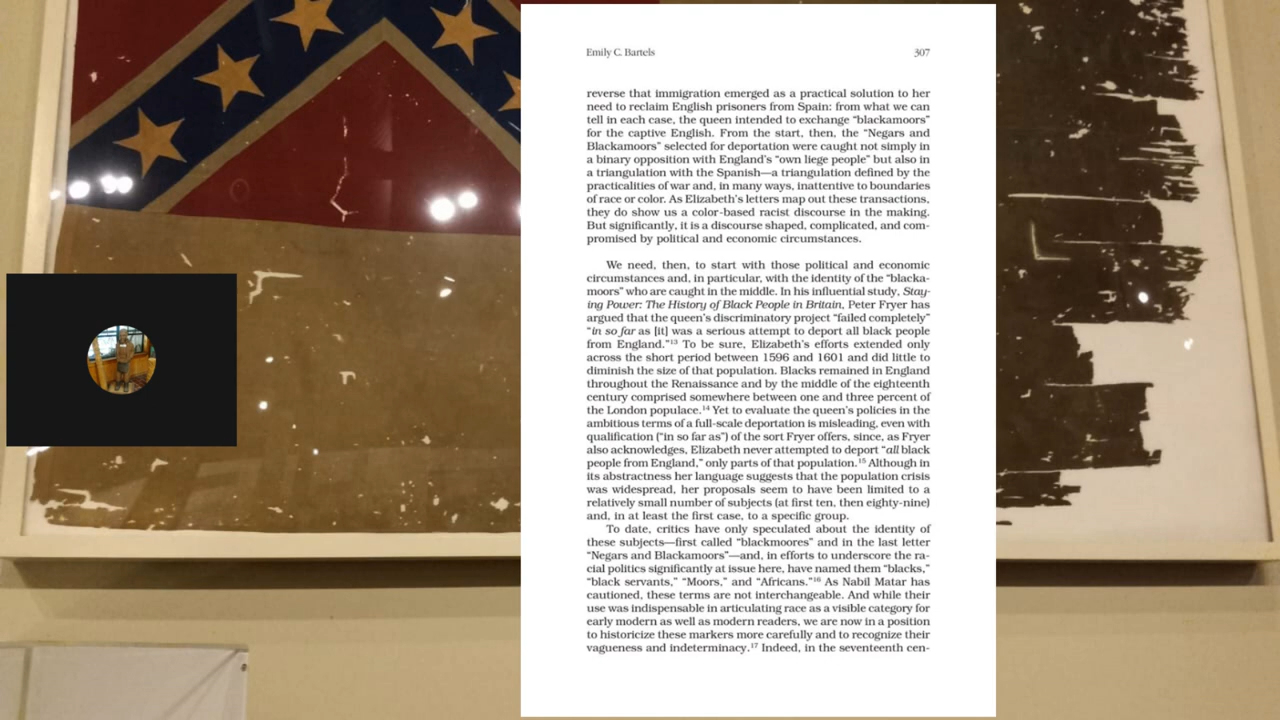 Emily C. Bartels 307
reverse that immigration emerged as a practical solution to her
need to reclaim English prisoners from Spain: from what we can
tell in each case, the queen intended to exchange “blackamoors”
for the captive English. From the start, then, the “Negars and
Blackamoors” selected for deportation were caught not simply in
a binary opposition with England’s “own liege people” but also in
a triangulation with the Spanish—a triangulation defined by the
practicalities of war and, in many ways, inattentive to boundaries
of race or color. As Elizabeth’s letters map out these transactions,
they do show us a color-based racist discourse in the making.
But significantly, it is a discourse shaped, complicated, and com-
promised by political and economic circumstances.
We need, then, to start with those political and economic
circumstances and, in particular, with the identity of the “blacka-
moors” who are caught in the middle. In his influential study, Stay-
ing Power: The History of Black People in Britain, Peter Fryer has
argued that the queen’s discriminatory project “failed completely”
“in so far as [it] was a serious attempt to deport all black people
from England.”13 To be sure, Elizabeth’s efforts extended only
across the short period between 1596 and 1601 and did little to
diminish the size of that population. Blacks remained in England
throughout the Renaissance and by the middle of the eighteenth
century comprised somewhere between one and three percent of
the London populace.14 Yet to evaluate the queen’s policies in the
ambitious terms of a full-scale deportation is misleading, even with
qualification (“in so far as”) of the sort Fryer offers, since, as Fryer
also acknowledges, Elizabeth never attempted to deport “all black
people from England,” only parts of that population.15 Although in
its abstractness her language suggests that the population crisis
was widespread, her proposals seem to have been limited to a
relatively small number of subjects (at first ten, then eighty-nine)
and, in at least the first case, to a specific group.
To date, critics have only speculated about the identity of
these subjects—first called “blackmoores” and in the last letter
“Negars and Blackamoors”—and, in efforts to underscore the ra-
cial politics significantly at issue here, have named them “blacks,”
“black servants,” “Moors,” and “Africans.”16 As Nabil Matar has
cautioned, these terms are not interchangeable. And while their
use was indispensable in articulating race as a visible category for
early modern as well as modern readers, we are now in a position
to historicize these markers more carefully and to recognize their
vagueness and indeterminacy.17 Indeed, in the seventeenth cen-